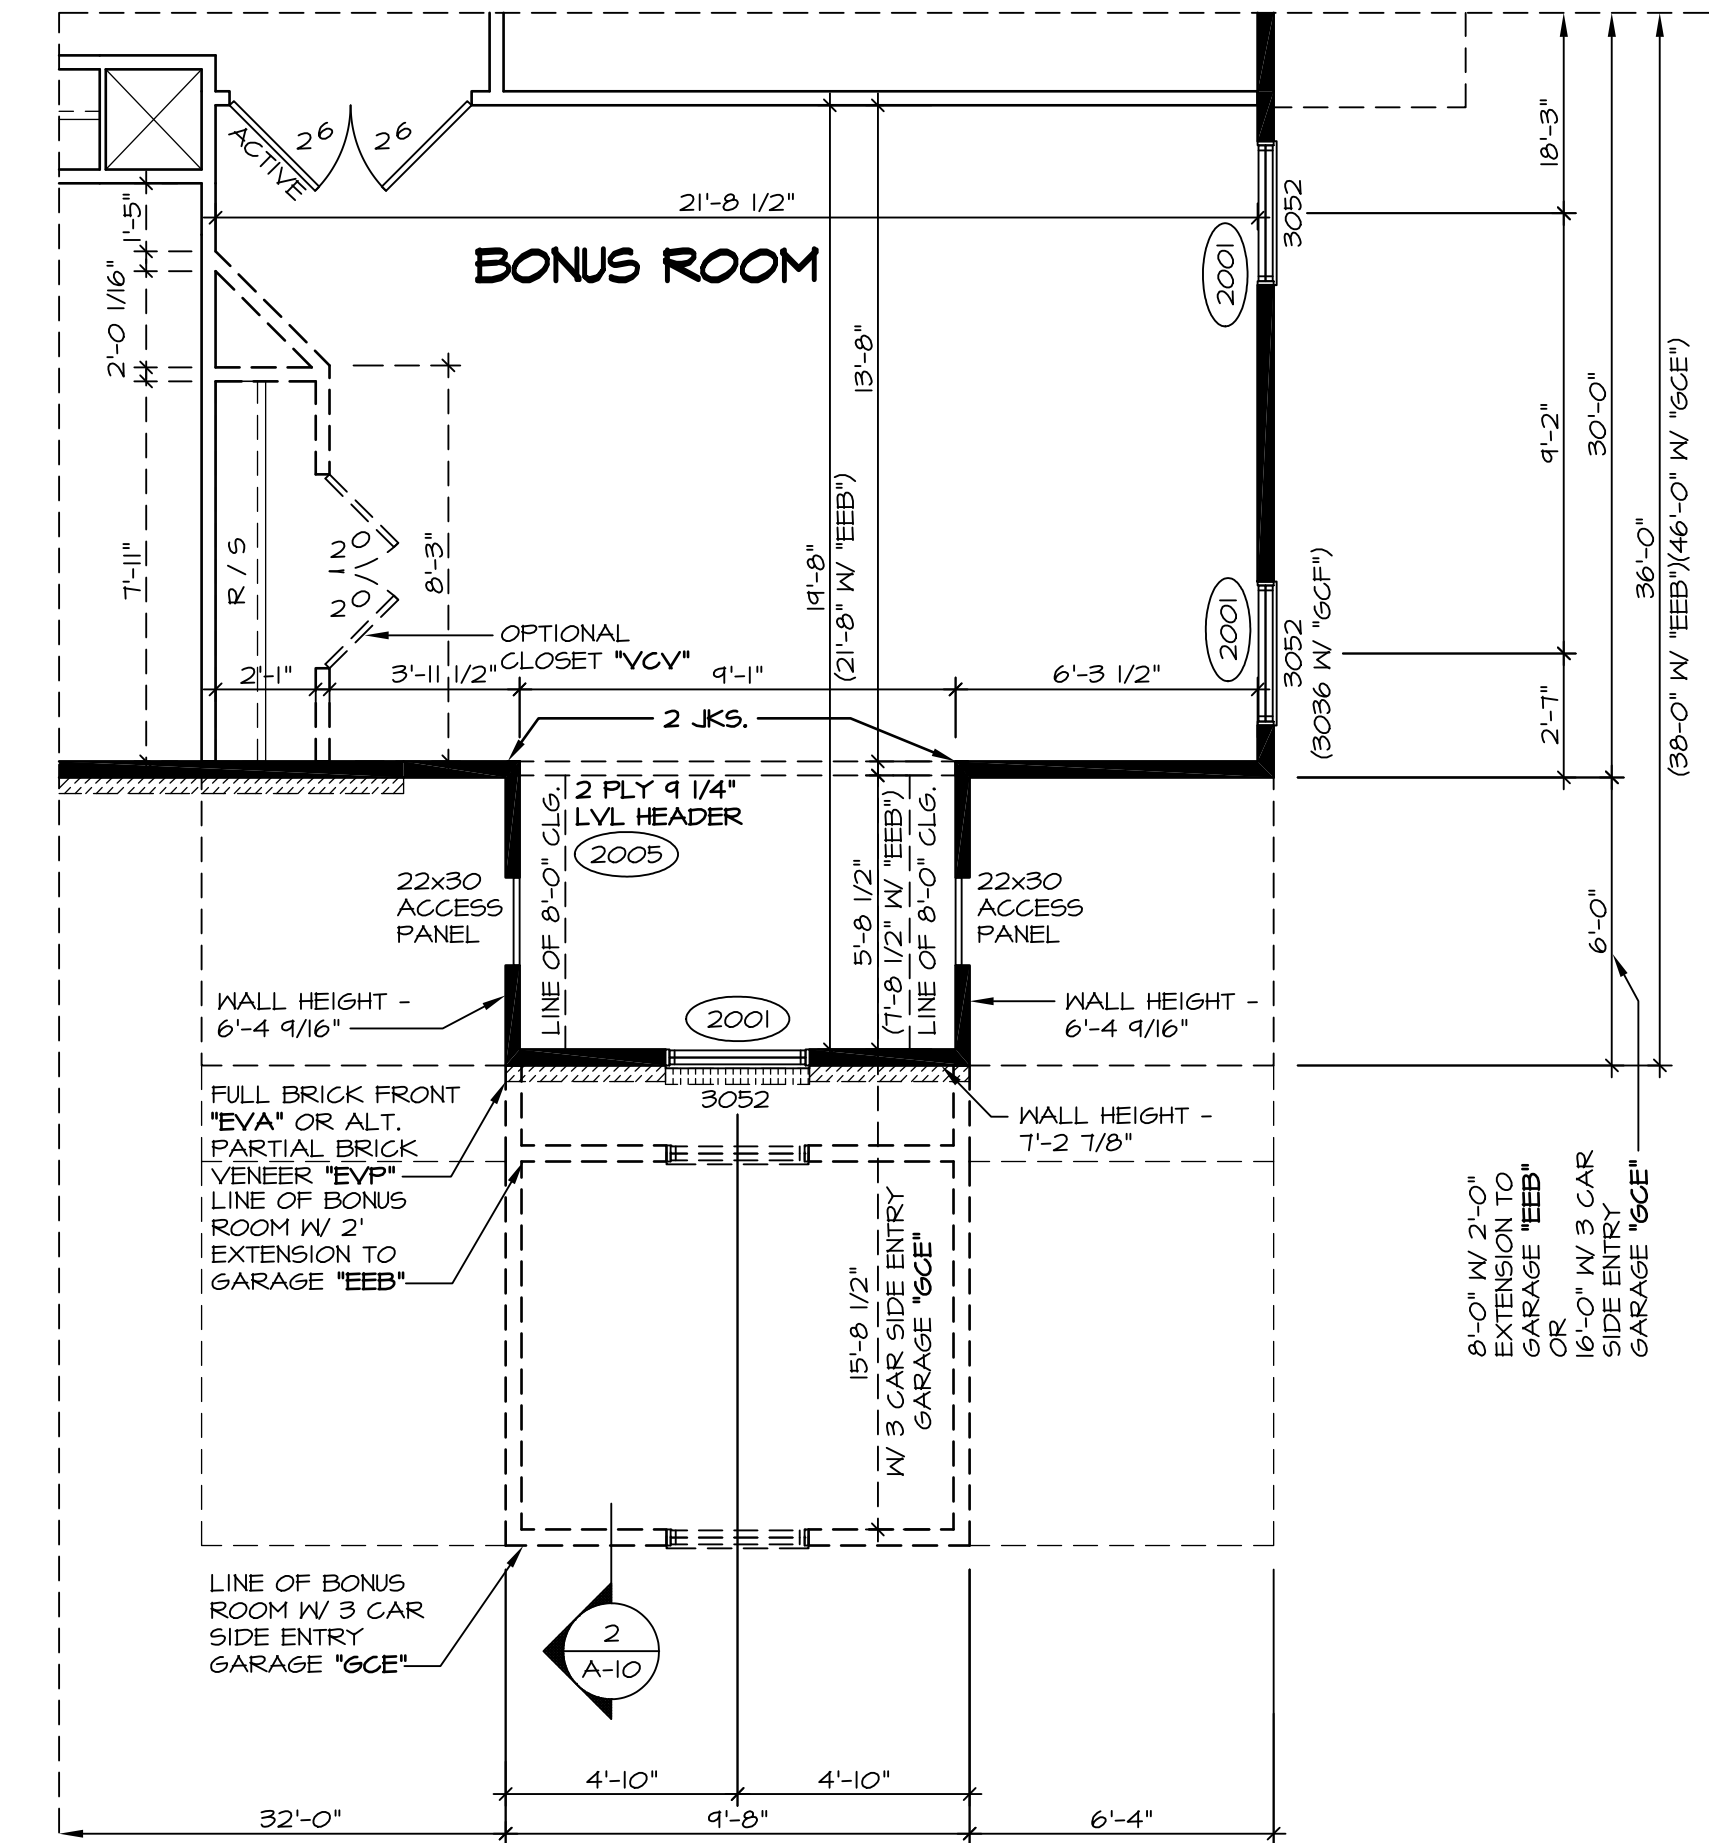 2⁶
2⁶
ACTIVE
21'-8 1/2"
BONUS ROOM
1'-5"
2'-0 1/16"
7'-11"
R / S
2⁰
2⁰
8'-3"
OPTIONAL
CLOSET "VCV"
2'-1"
3'-11 1/2"
9'-1"
6'-3 1/2"
13'-8"
19'-8"
(21'-8" W/ "EEB")
3052
2001
2001
3052
(3036 W/ "GCF")
18'-3"
9'-2"
2'-7"
30'-0"
6'-0"
36'-0"
(38-0" W/ "EEB")(46'-0" W/ "GCE")
2 JKS.
2 PLY 9 1/4"
LVL HEADER
2005
LINE OF 8'-0" CLG.
5'-8 1/2"
(7'-8 1/2" W/ "EEB")
LINE OF 8'-0" CLG.
22x30
ACCESS
PANEL
22x30
ACCESS
PANEL
WALL HEIGHT -
6'-4 9/16"
2001
WALL HEIGHT -
6'-4 9/16"
3052
FULL BRICK FRONT
"EVA" OR ALT.
PARTIAL BRICK
VENEER "EVP"
LINE OF BONUS
ROOM W/ 2'
EXTENSION TO
GARAGE "EEB"
WALL HEIGHT -
7'-2 7/8"
15'-8 1/2"
W/ 3 CAR SIDE ENTRY
GARAGE "GCE"
8'-0" W/ 2'-0"
EXTENSION TO
GARAGE "EEB"
OR
16'-0" W/ 3 CAR
SIDE ENTRY
GARAGE "GCE"
LINE OF BONUS
ROOM W/ 3 CAR
SIDE ENTRY
GARAGE "GCE"
2
A-10
4'-10"
4'-10"
32'-0"
9'-8"
6'-4"